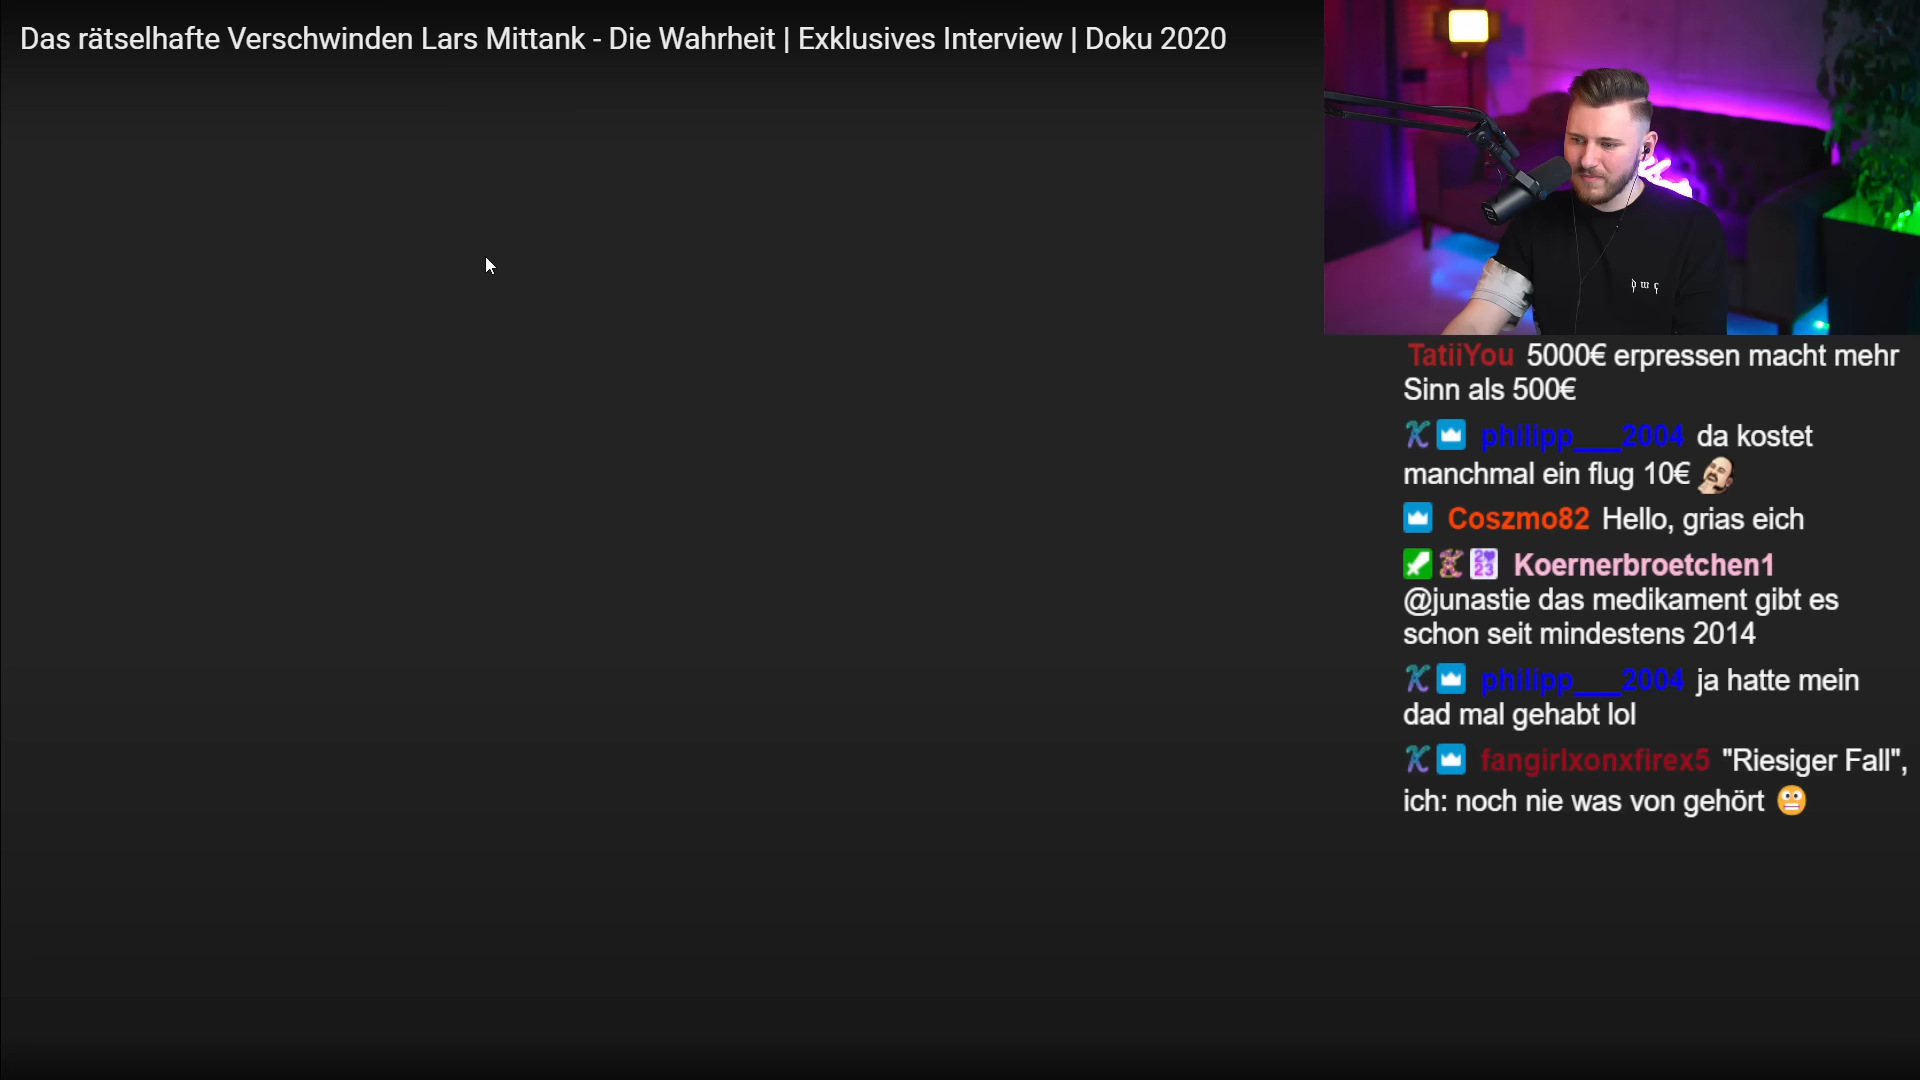 Das rätselhafte Verschwinden Lars Mittank - Die Wahrheit | Exklusives Interview | Doku 2020
TatiiYou 5000€ erpressen macht mehr
Sinn als 500€
philipp___2004 da kostet
manchmal ein flug 10€
Coszmo82 Hello, grias eich
Koernerbroetchen1
@junastie das medikament gibt es
schon seit mindestens 2014
philipp___2004 ja hatte mein
dad mal gehabt lol
fangirlxonxfirex5 "Riesiger Fall",
ich: noch nie was von gehört